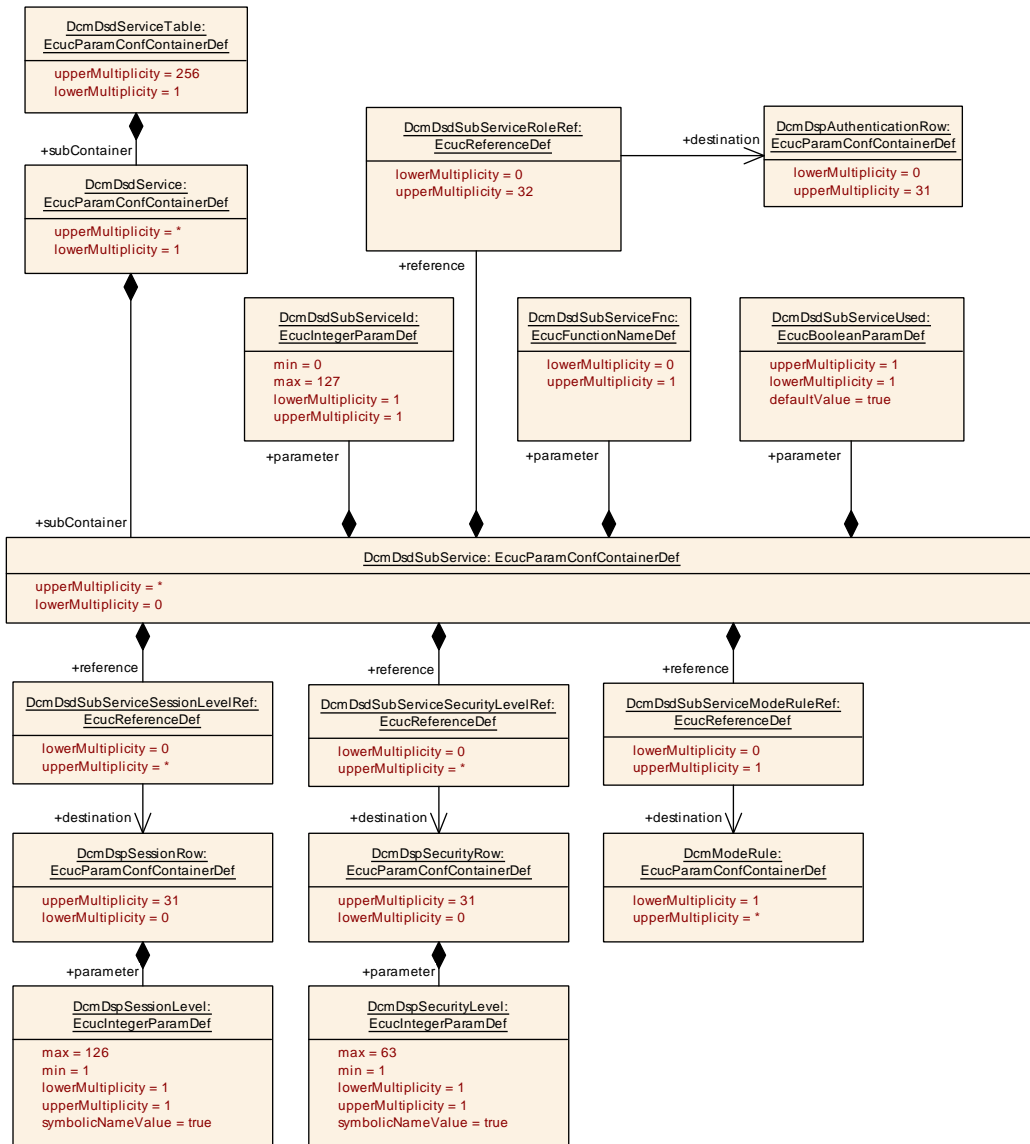 DcmDsdServiceTable:
EcucParamConfContainerDef
upperMultiplicity = 256
lowerMultiplicity = 1
+subContainer
DcmDsdService:
EcucParamConfContainerDef
upperMultiplicity = *
lowerMultiplicity = 1
DcmDsdSubServiceRoleRef:
EcucReferenceDef
lowerMultiplicity = 0
upperMultiplicity = 32
+destination
DcmDspAuthenticationRow:
EcucParamConfContainerDef
lowerMultiplicity = 0
upperMultiplicity = 31
+reference
DcmDsdSubServiceId:
EcucIntegerParamDef
min = 0
max = 127
lowerMultiplicity = 1
upperMultiplicity = 1
DcmDsdSubServiceFnc:
EcucFunctionNameDef
lowerMultiplicity = 0
upperMultiplicity = 1
DcmDsdSubServiceUsed:
EcucBooleanParamDef
upperMultiplicity = 1
lowerMultiplicity = 1
defaultValue = true
+parameter
+parameter
+parameter
+subContainer
DcmDsdSubService: EcucParamConfContainerDef
upperMultiplicity = *
lowerMultiplicity = 0
+reference
+reference
+reference
DcmDsdSubServiceSessionLevelRef:
EcucReferenceDef
lowerMultiplicity = 0
upperMultiplicity = *
DcmDsdSubServiceSecurityLevelRef:
EcucReferenceDef
lowerMultiplicity = 0
upperMultiplicity = *
DcmDsdSubServiceModeRuleRef:
EcucReferenceDef
lowerMultiplicity = 0
upperMultiplicity = 1
+destination
+destination
+destination
DcmDspSessionRow:
EcucParamConfContainerDef
upperMultiplicity = 31
lowerMultiplicity = 0
DcmDspSecurityRow:
EcucParamConfContainerDef
upperMultiplicity = 31
lowerMultiplicity = 0
DcmModeRule:
EcucParamConfContainerDef
lowerMultiplicity = 1
upperMultiplicity = *
+parameter
+parameter
DcmDspSessionLevel:
EcucIntegerParamDef
max = 126
min = 1
lowerMultiplicity = 1
upperMultiplicity = 1
symbolicNameValue = true
DcmDspSecurityLevel:
EcucIntegerParamDef
max = 63
min = 1
lowerMultiplicity = 1
upperMultiplicity = 1
symbolicNameValue = true